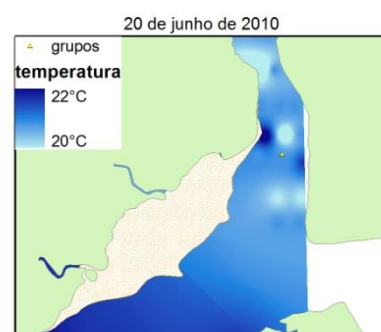 20 de junho de 2010
grupos
temperatura
22°C
20°C